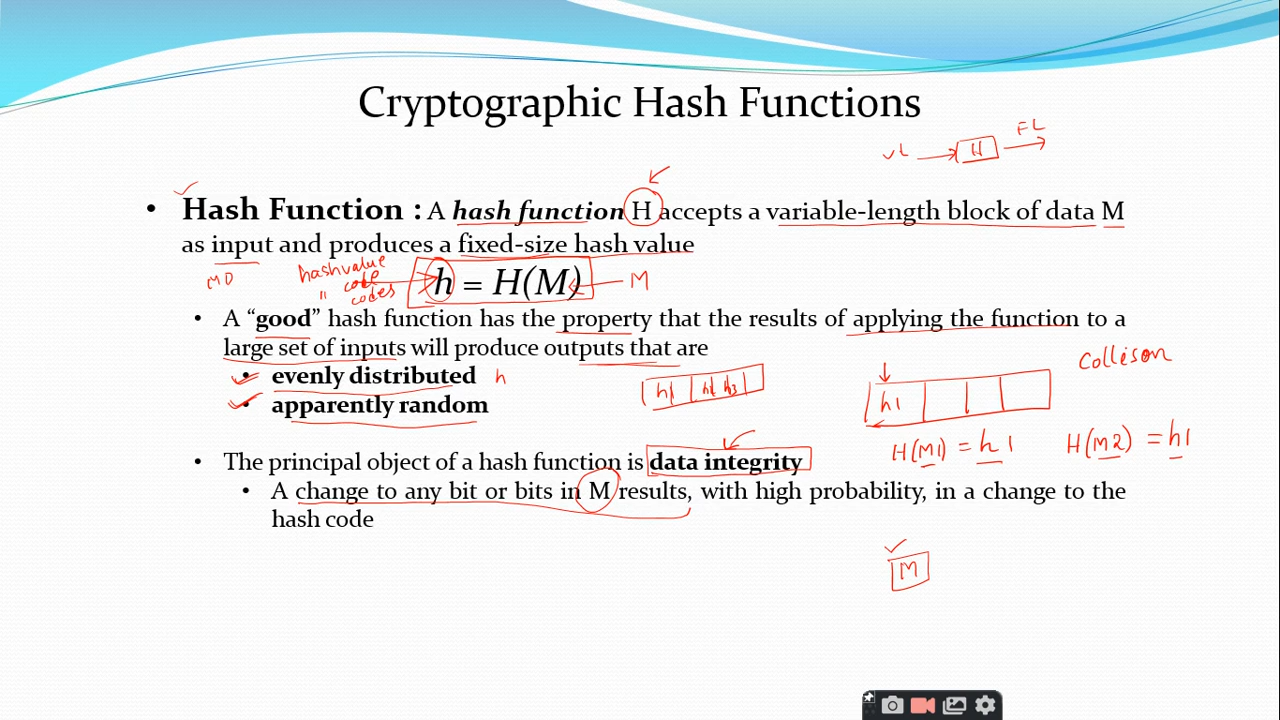 Cryptographic Hash Functions
VL → H → FL
• Hash Function : A hash function H accepts a variable-length block of data M
as input and produces a fixed-size hash value
MD
hashvalue
" code
codes
h = H(M)
M
• A “good” hash function has the property that the results of applying the function to a
large set of inputs will produce outputs that are
Collison
• evenly distributed h
• apparently random
h1 h3
h1
H(M1) = h1 H(M2) = h1
• The principal object of a hash function is data integrity
• A change to any bit or bits in M results, with high probability, in a change to the
hash code
M